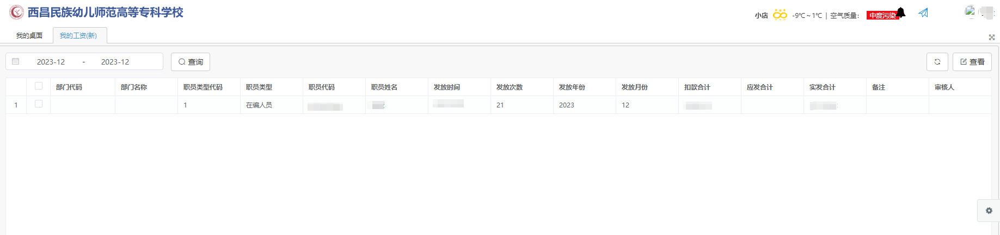 西昌民族幼儿师范高等专科学校
小店 -9℃ ~ 1℃ | 空气质量： 中度污染
我的桌面 我的工资(新)
2023-12 - 2023-12 查询 查看
部门代码 部门名称 职员类型代码 职员类型 职员代码 职员姓名 发放时间 发放次数 发放年份 发放月份 扣款合计 应发合计 实发合计 备注 审核人
1 1 在编人员 21 2023 12